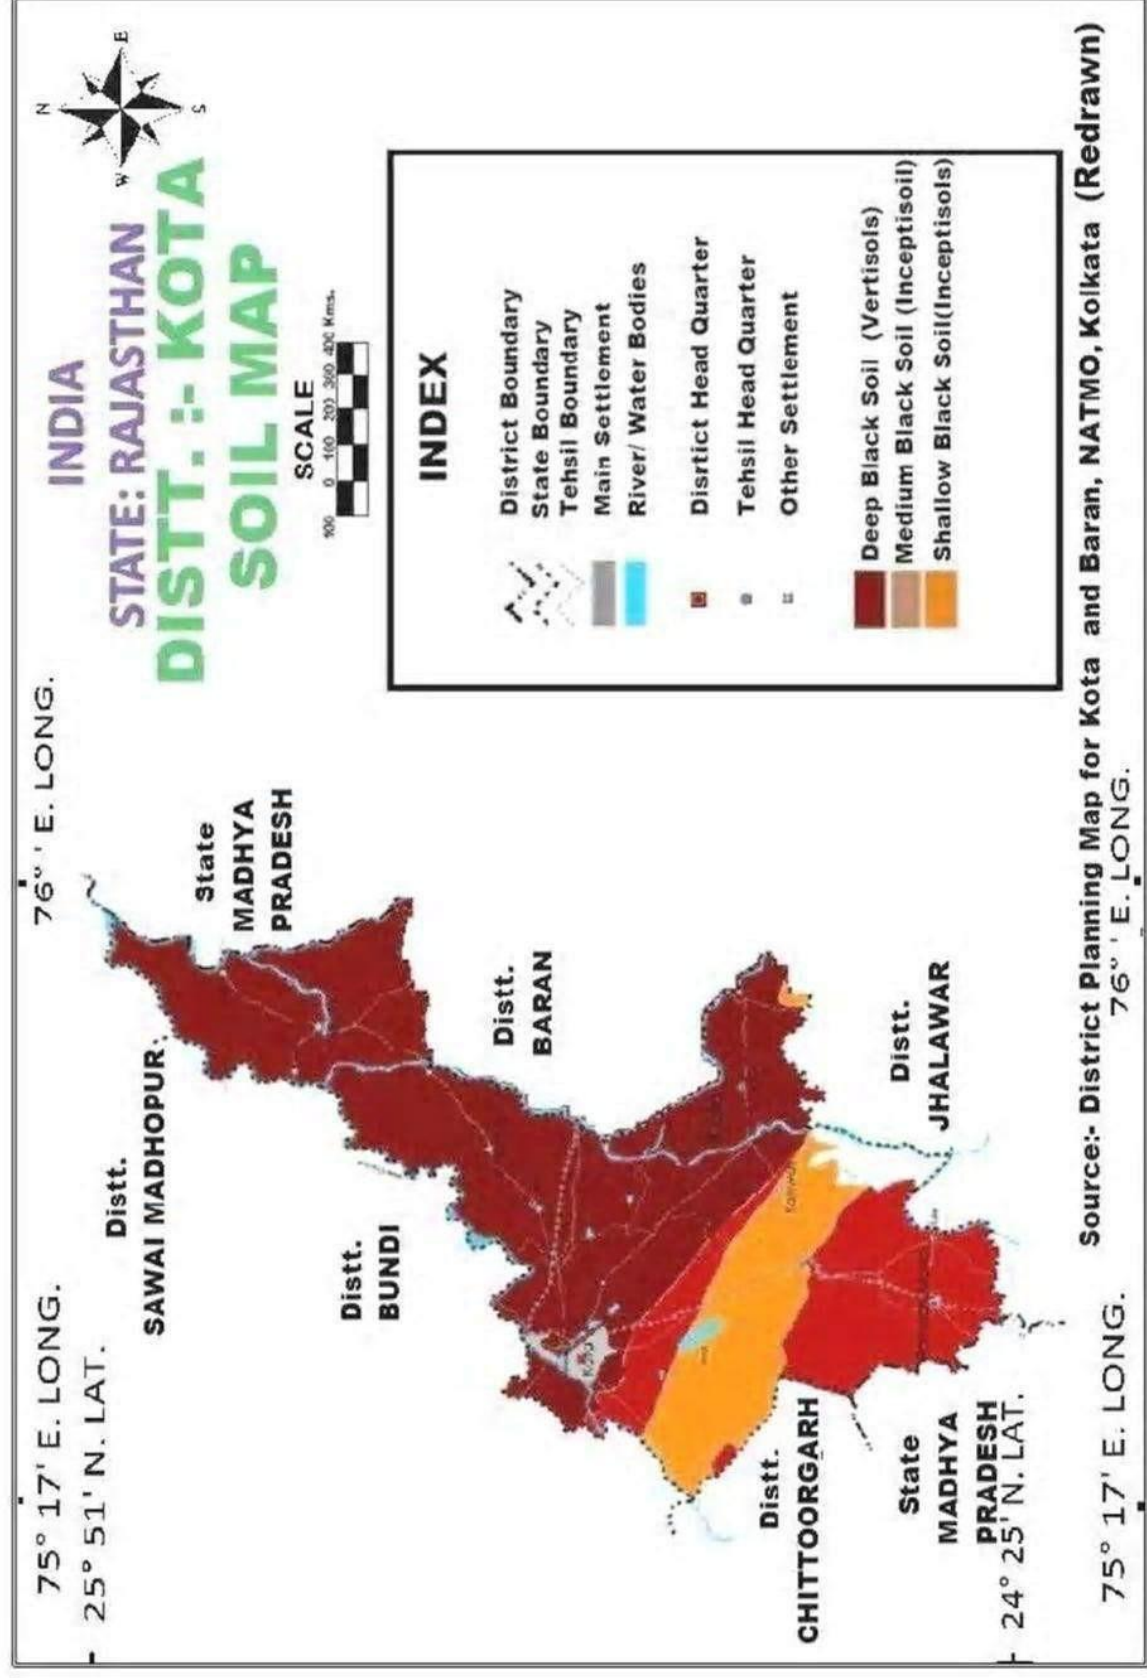 75° 17' E. LONG.
76° ' E. LONG.
25° 51' N. LAT.
INDIA
STATE: RAJASTHAN
DISTT. :- KOTA
SOIL MAP
N
E
W
S
SCALE
100 0 100 200 300 400 Kms.
Distt.
SAWAI MADHOPUR
State
MADHYA
PRADESH
Distt.
BUNDI
Distt.
BARAN
Kota
Distt.
CHITTOORGARH
Distt.
JHALAWAR
State
MADHYA
PRADESH
INDEX
District Boundary
State Boundary
Tehsil Boundary
Main Settlement
River/ Water Bodies
Disrtict Head Quarter
Tehsil Head Quarter
Other Settlement
Deep Black Soil (Vertisols)
Medium Black Soil (Inceptisoil)
Shallow Black Soil(Inceptisols)
24° 25' N. LAT.
Source:- District Planning Map for Kota and Baran, NATMO, Kolkata (Redrawn)
75° 17' E. LONG.
76° ' E. LONG.